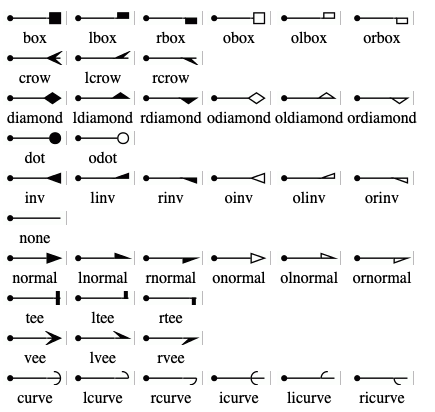 box lbox rbox obox olbox orbox
crow lcrow rcrow
diamond ldiamond rdiamond odiamond oldiamond ordiamond
dot odot
inv linv rinv oinv olinv orinv
none
normal lnormal rnormal onormal olnormal ornormal
tee ltee rtee
vee lvee rvee
curve lcurve rcurve icurve licurve ricurve